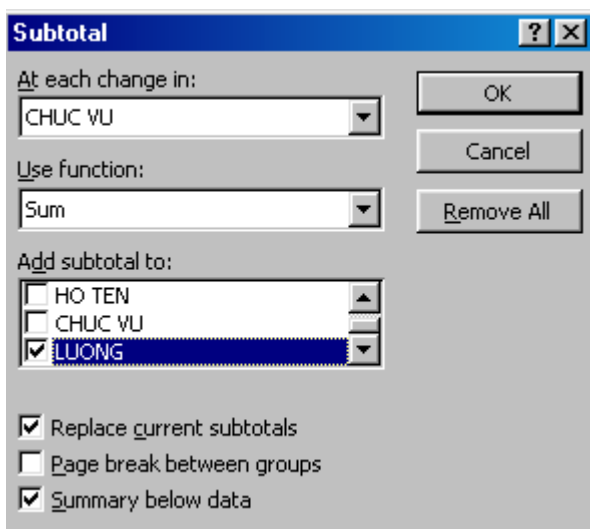 Subtotal
At each change in:
CHUC VU
Use function:
Sum
Add subtotal to:
HO TEN
CHUC VU
LUONG
Replace current subtotals
Page break between groups
Summary below data
OK
Cancel
Remove All